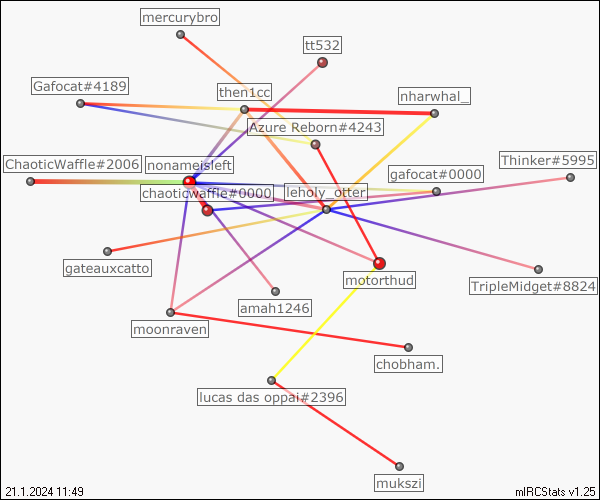 mercurybro
tt532
Gafocat#4189
then1cc
nharwhal_
Azure Reborn#4243
ChaoticWaffle#2006
nonameisleft
Thinker#5995
gafocat#0000
chaoticwaffle#0000
leholy_otter
gateauxcatto
motorthud
TripleMidget#8824
amah1246
moonraven
chobham.
lucas das oppai#2396
mukszi
21.1.2024 11:49
mIRCStats v1.25